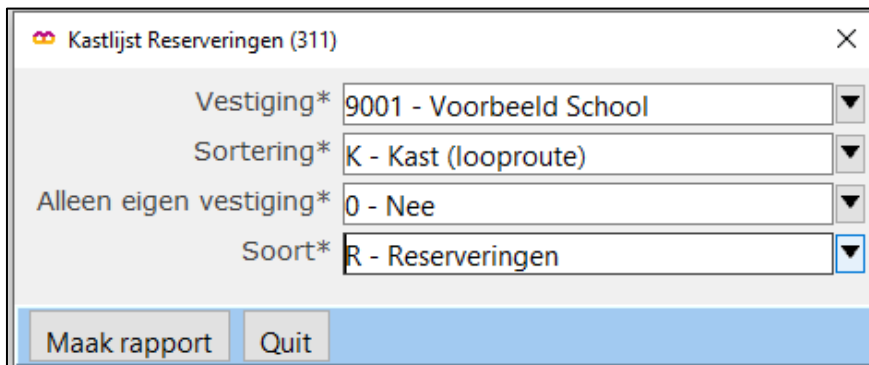 Kastlijst Reserveringen (311)
Vestiging* 9001 - Voorbeeld School
Sortering* K - Kast (looproute)
Alleen eigen vestiging* 0 - Nee
Soort* R - Reserveringen
Maak rapport Quit